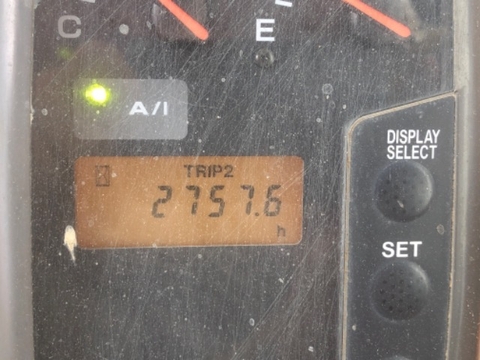 C
E
A/I
DISPLAY
SELECT
TRIP2
2757.6
h
SET